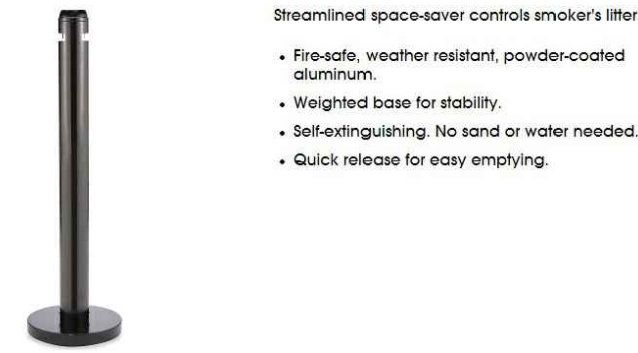 Streamlined space-saver controls smoker's litter
• Fire-safe, weather resistant, powder-coated
aluminum.
• Weighted base for stability.
• Self-extinguishing. No sand or water needed.
• Quick release for easy emptying.